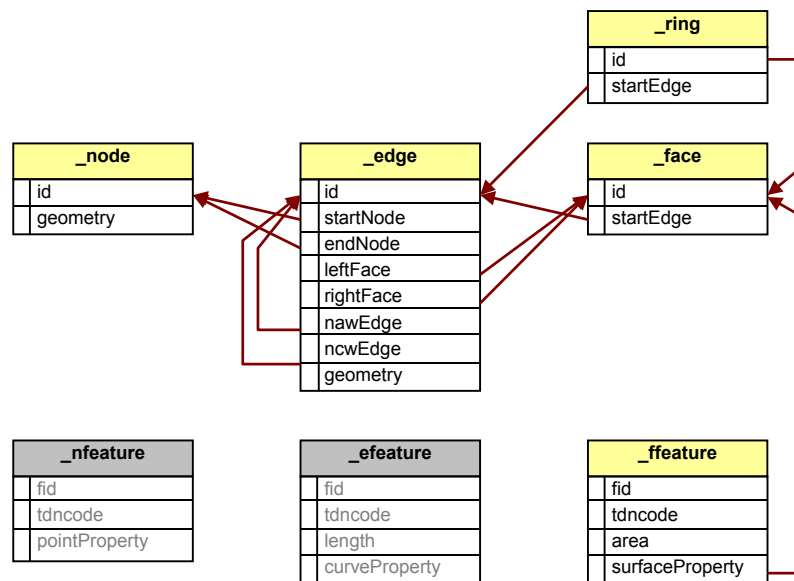 _ring
id
startEdge
_node
id
geometry
_edge
id
startNode
endNode
leftFace
rightFace
nawEdge
ncwEdge
geometry
_face
id
startEdge
_nfeature
fid
tdncode
pointProperty
_efeature
fid
tdncode
length
curveProperty
_ffeature
fid
tdncode
area
surfaceProperty